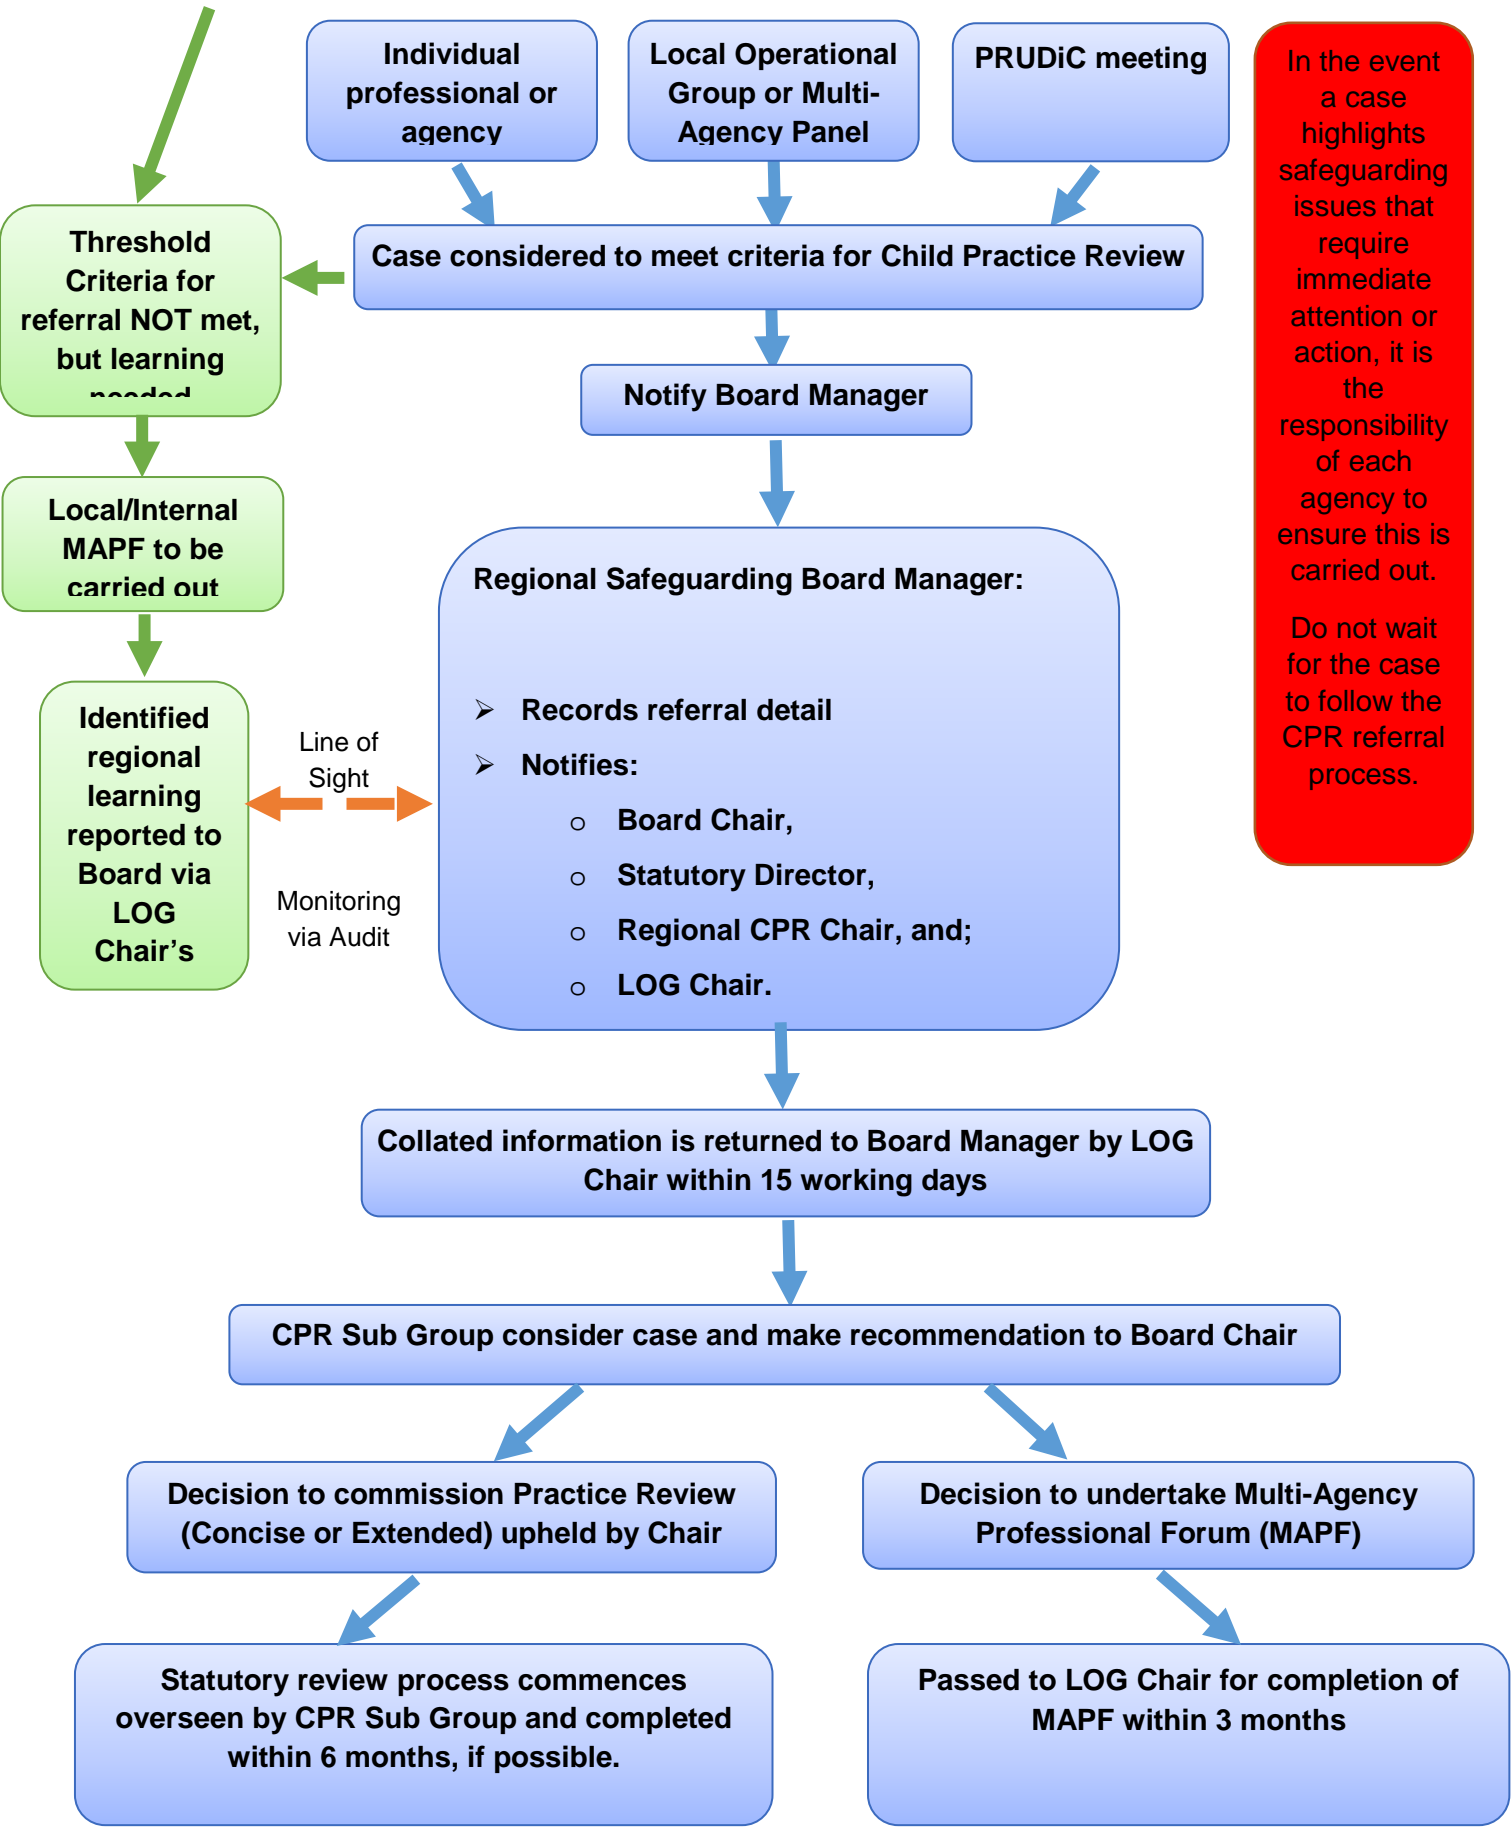 Individual
professional or
agency
Local Operational
Group or Multi-
Agency Panel
PRUDiC meeting
Case considered to meet criteria for Child Practice Review
Threshold
Criteria for
referral NOT met,
but learning
needed
Notify Board Manager
Local/Internal
MAPF to be
carried out
Identified
regional
learning
reported to
Board via
LOG
Chair’s
Line of
Sight
Monitoring
via Audit
Regional Safeguarding Board Manager:
➢ Records referral detail
➢ Notifies:
o Board Chair,
o Statutory Director,
o Regional CPR Chair, and;
o LOG Chair.
In the event
a case
highlights
safeguarding
issues that
require
immediate
attention or
action, it is
the
responsibility
of each
agency to
ensure this is
carried out.
Do not wait
for the case
to follow the
CPR referral
process.
Collated information is returned to Board Manager by LOG
Chair within 15 working days
CPR Sub Group consider case and make recommendation to Board Chair
Decision to commission Practice Review
(Concise or Extended) upheld by Chair
Decision to undertake Multi-Agency
Professional Forum (MAPF)
Statutory review process commences
overseen by CPR Sub Group and completed
within 6 months, if possible.
Passed to LOG Chair for completion of
MAPF within 3 months